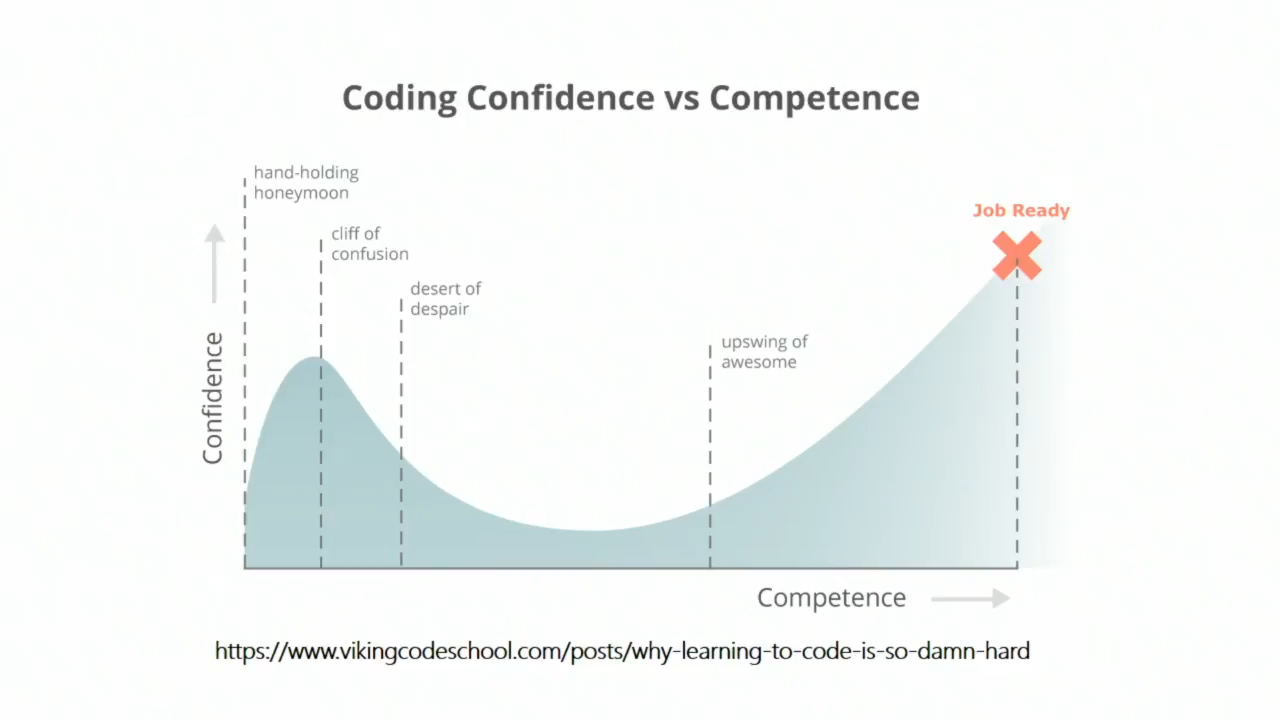 Coding Confidence vs Competence
hand-holding
honeymoon
cliff of
confusion
desert of
despair
upswing of
awesome
Job Ready
Confidence
Competence
https://www.vikingcodeschool.com/posts/why-learning-to-code-is-so-damn-hard